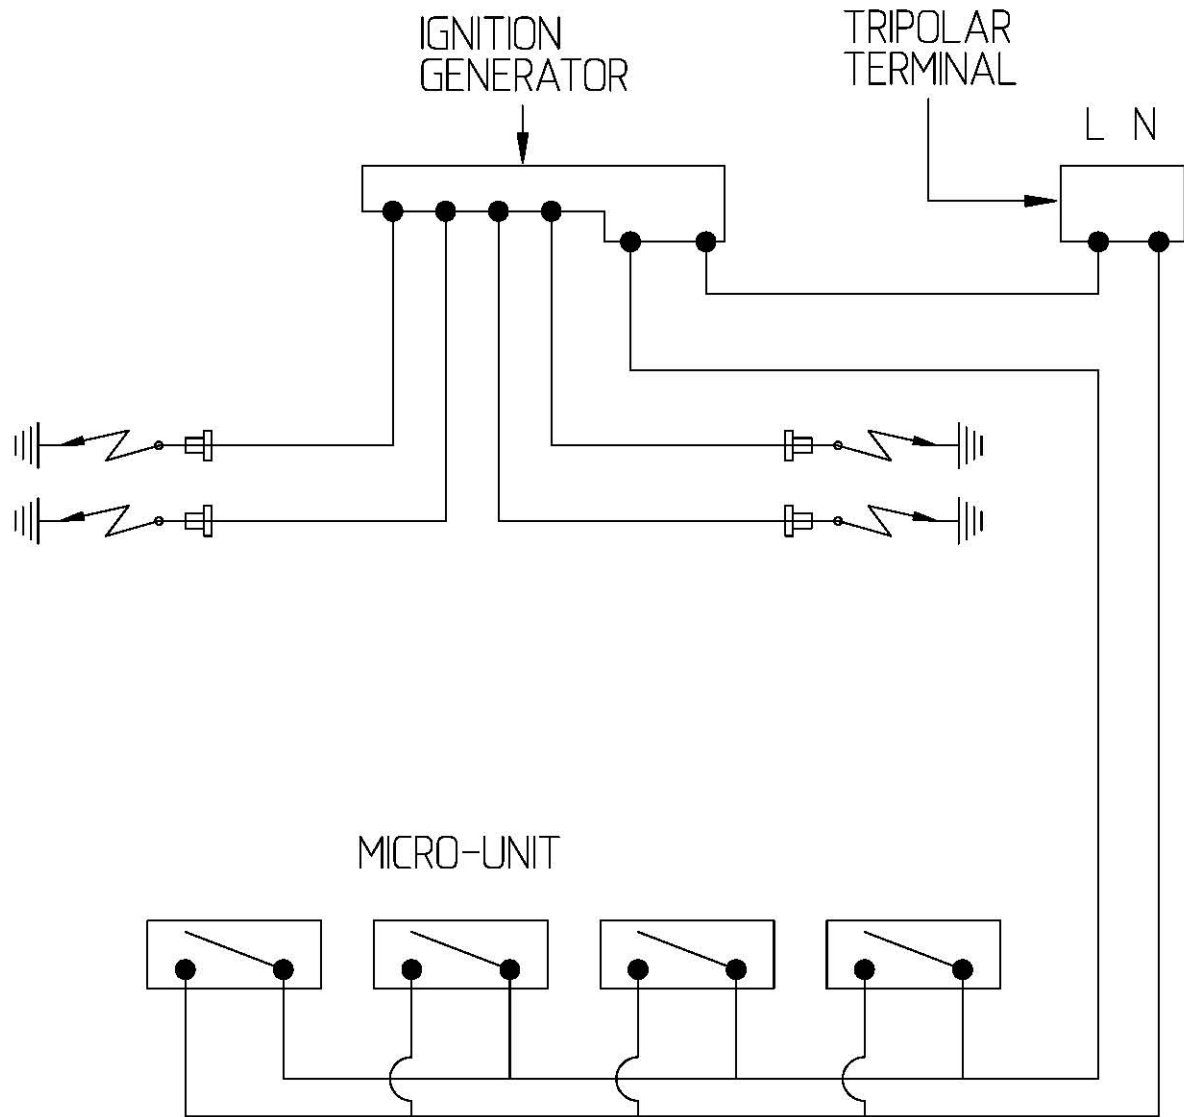 IGNITION
GENERATOR
TRIPOLAR
TERMINAL
L N
MICRO-UNIT